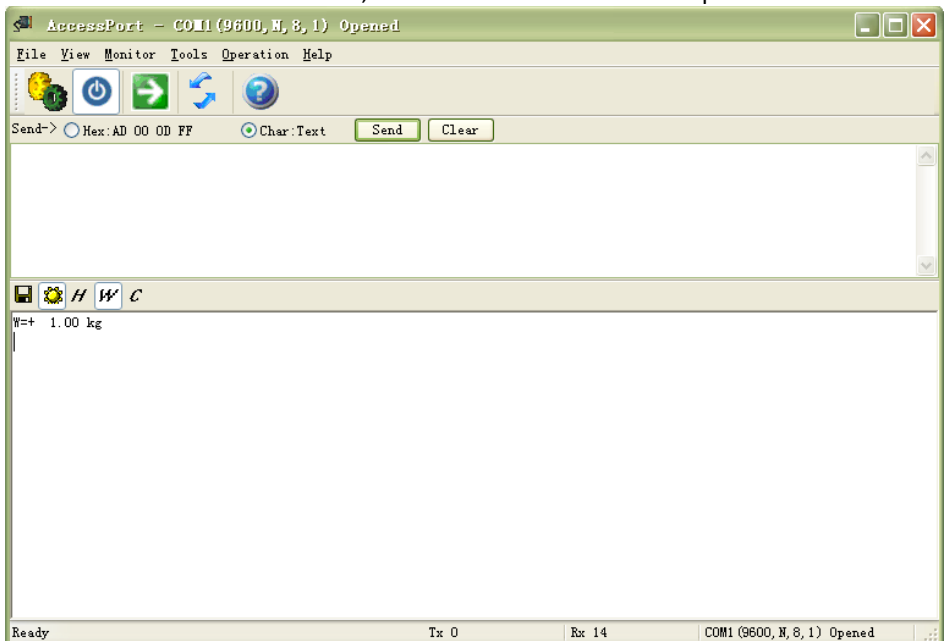 AccessPort - COM1(9600,N,8,1) Opened
File View Monitor Tools Operation Help
Send-> Hex:AD 00 0D FF Char:Text Send Clear
H W C
W=+ 1.00 kg
Ready Tx 0 Rx 14 COM1(9600,N,8,1) Opened